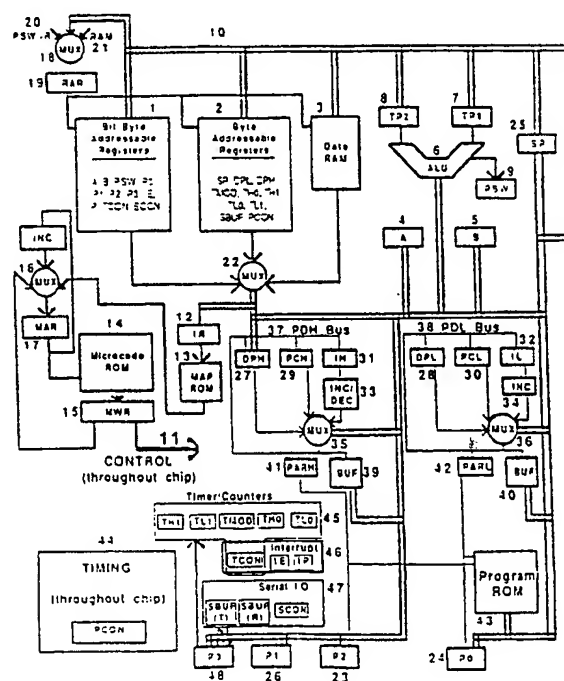 20
PSW-R
RAM
21
10
18
MUX
19
RAR
1
2
3
8
TP2
7
TP1
25
SP
Bit Byte
Addressable
Registers
Byte
Addressable
Registers
Data
RAM
6
ALU
9
PSW
SBUF PCON
4
A
5
B
INC
16
MUX
22
MUX
MAR
17
14
Microcode
ROM
12
IR
13
MAP
ROM
15
MWR
11
CONTROL
(throughout chip)
37 PDH Bus
DPH
27
PCH
29
IH
31
INC/
DEC
33
MUX
35
41
PARH
BUF
39
38 PDL Bus
DPL
28
PCL
30
IL
32
INC
34
MUX
36
42
PARL
BUF
40
Timer/Counters
TH1
TL1
TMOD
TH0
TL0
45
Interrupt
46
TCON
IE
IP
Serial IO
47
SBUF
(T)
SBUF
(R)
SCON
44
TIMING
(throughout chip)
PCON
Program
ROM
43
P3
48
P1
26
P2
23
24
P0